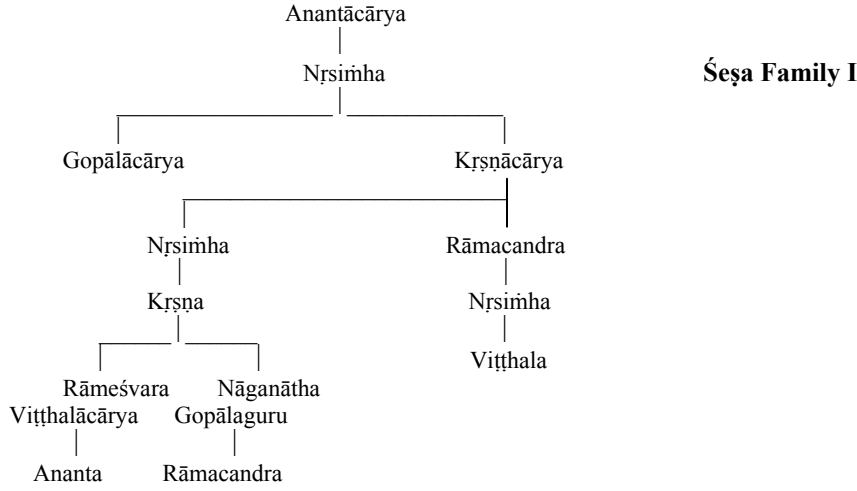 Anantācārya
Nṛsiṁha
Śeṣa Family I
Gopālācārya Kṛṣṇācārya
Nṛsiṁha Rāmacandra
Kṛṣṇa Nṛsiṁha
Viṭṭhala
Rāmeśvara Nāganātha
Viṭṭhalācārya Gopālaguru
Ananta Rāmacandra